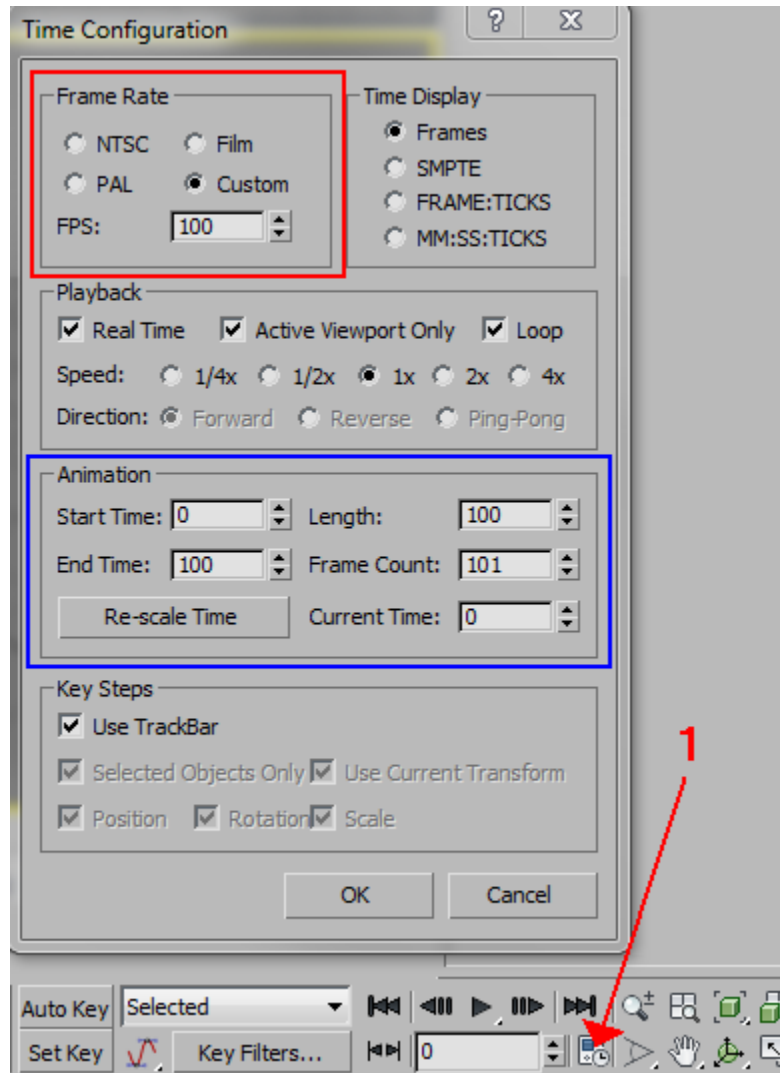 Time Configuration
Frame Rate
NTSC Film
PAL Custom
FPS: 100
Time Display
Frames
SMPTE
FRAME:TICKS
MM:SS:TICKS
Playback
Real Time Active Viewport Only Loop
Speed: 1/4x 1/2x 1x 2x 4x
Direction: Forward Reverse Ping-Pong
Animation
Start Time: 0 Length: 100
End Time: 100 Frame Count: 101
Re-scale Time Current Time: 0
Key Steps
Use TrackBar
Selected Objects Only Use Current Transform
Position Rotation Scale
OK Cancel
1
Auto Key Selected
Set Key Key Filters... 0